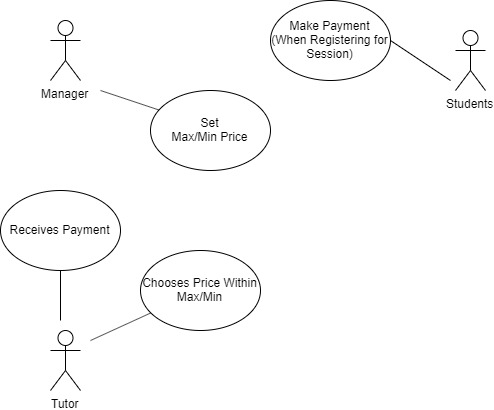 Make Payment
(When Registering for
Session)
Manager
Students
Set
Max/Min Price
Receives Payment
Chooses Price Within
Max/Min
Tutor